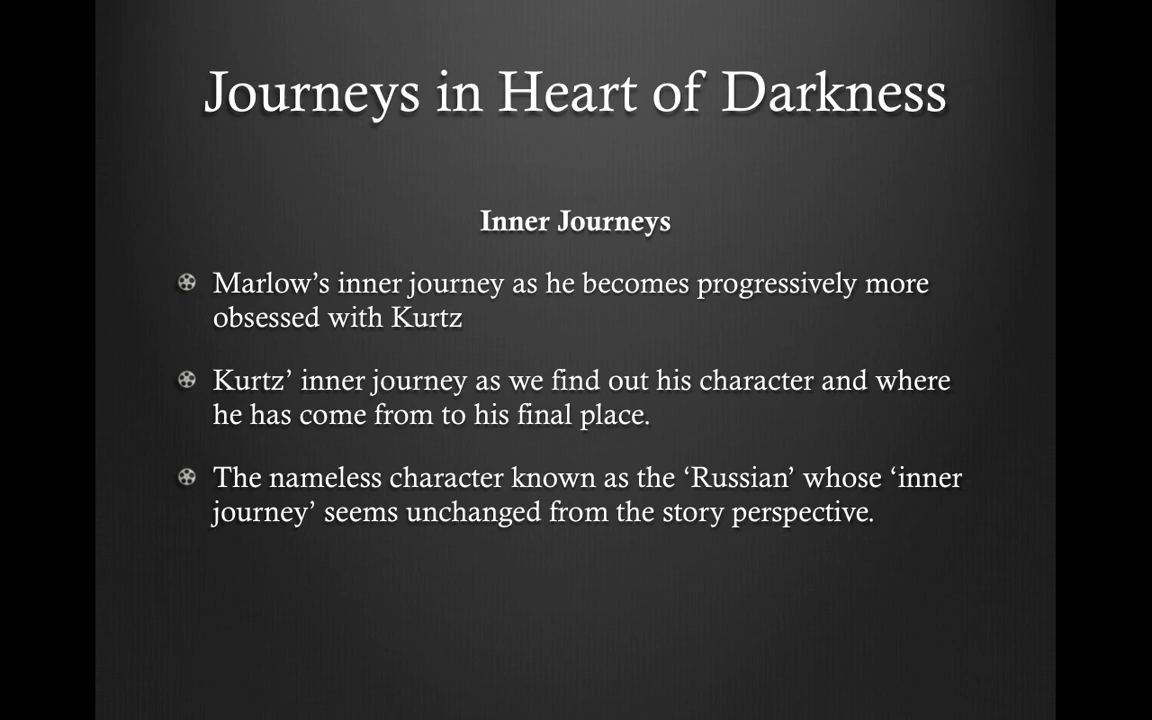 Journeys in Heart of Darkness
Inner Journeys
Marlow’s inner journey as he becomes progressively more
obsessed with Kurtz
Kurtz’ inner journey as we find out his character and where
he has come from to his final place.
The nameless character known as the ‘Russian’ whose ‘inner
journey’ seems unchanged from the story perspective.